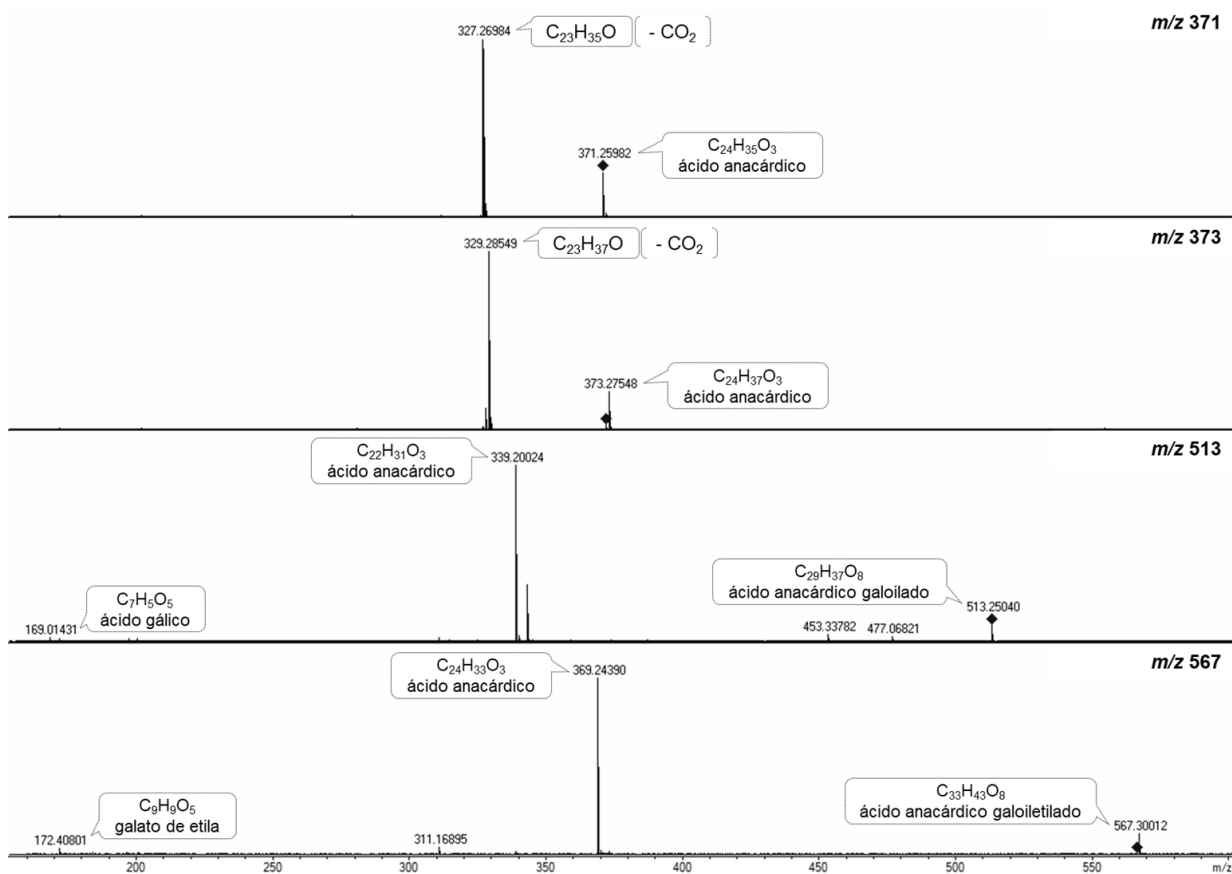 m/z 371
327.26984
C23H35O
- CO2
371.25982
C24H35O3
ácido anacárdico
m/z 373
329.28549
C23H37O
- CO2
373.27548
C24H37O3
ácido anacárdico
m/z 513
C22H31O3
ácido anacárdico
339.20024
C7H5O5
ácido gálico
169.01431
C29H37O8
ácido anacárdico galoilado
513.25040
453.33782
477.06821
m/z 567
C24H33O3
ácido anacárdico
369.24390
C9H9O5
galato de etila
172.40801
311.16895
C33H43O8
ácido anacárdico galoiletilado
567.30012
200 250 300 350 400 450 500 550 m/z